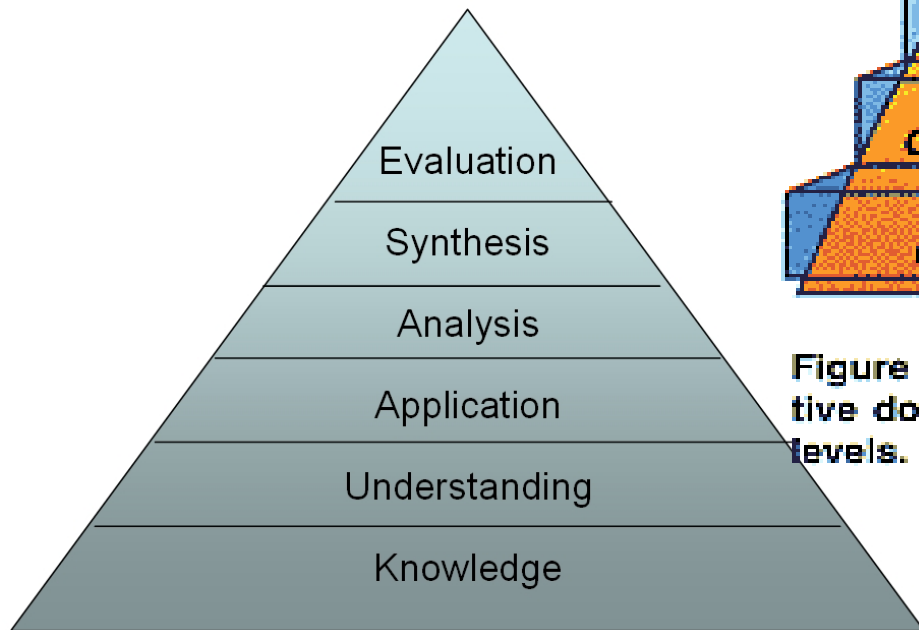 Evaluation
Synthesis
Analysis
Application
Understanding
Knowledge
Figure
tive do
levels.